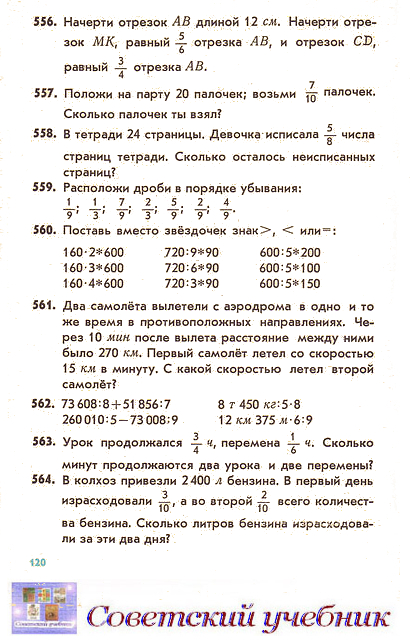 556. Начерти отрезок AB длиной 12 см. Начерти отре-
зок MK, равный 5/6 отрезка AB, и отрезок CD,
равный 3/4 отрезка AB.
557. Положи на парту 20 палочек; возьми 7/10 палочек.
Сколько палочек ты взял?
558. В тетради 24 страницы. Девочка исписала 5/8 числа
страниц тетради. Сколько осталось неисписанных
страниц?
559. Расположи дроби в порядке убывания:
1/9; 1/3; 7/9; 2/3; 5/9; 2/9; 4/9.
560. Поставь вместо звёздочек знак >, < или =:
160·2*600 720:9*90 600:5*200
160·3*600 720:6*90 600:5*100
160·4*600 720:3*90 600:5*150
561. Два самолёта вылетели с аэродрома в одно и то
же время в противоположных направлениях. Че-
рез 10 мин после вылета расстояние между ними
было 270 км. Первый самолёт летел со скоростью
15 км в минуту. С какой скоростью летел второй
самолёт?
562. 73 608:8+51 856:7 8 т 450 кг:5·8
260 010:5−73 008:9 12 км 375 м·6:9
563. Урок продолжался 3/4 ч, перемена 1/6 ч. Сколько
минут продолжаются два урока и две перемены?
564. В колхоз привезли 2 400 л бензина. В первый день
израсходовали 3/10, а во второй 2/10 всего количест-
ва бензина. Сколько литров бензина израсходова-
ли за эти два дня?
120
Советский учебник